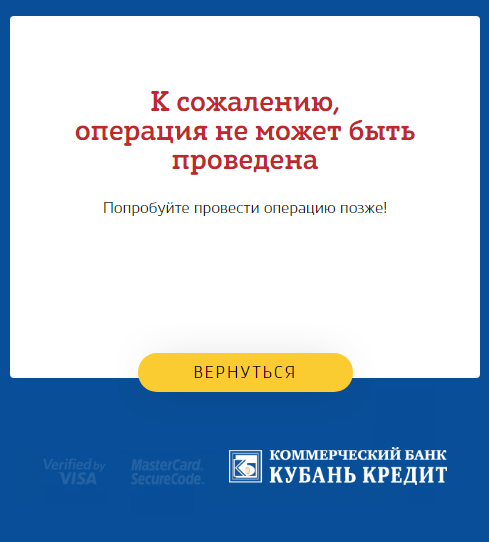 К сожалению,
операция не может быть
проведена
Попробуйте провести операцию позже!
ВЕРНУТЬСЯ
Verified by
VISA
MasterCard.
SecureCode.
КОММЕРЧЕСКИЙ БАНК
КУБАНЬ КРЕДИТ